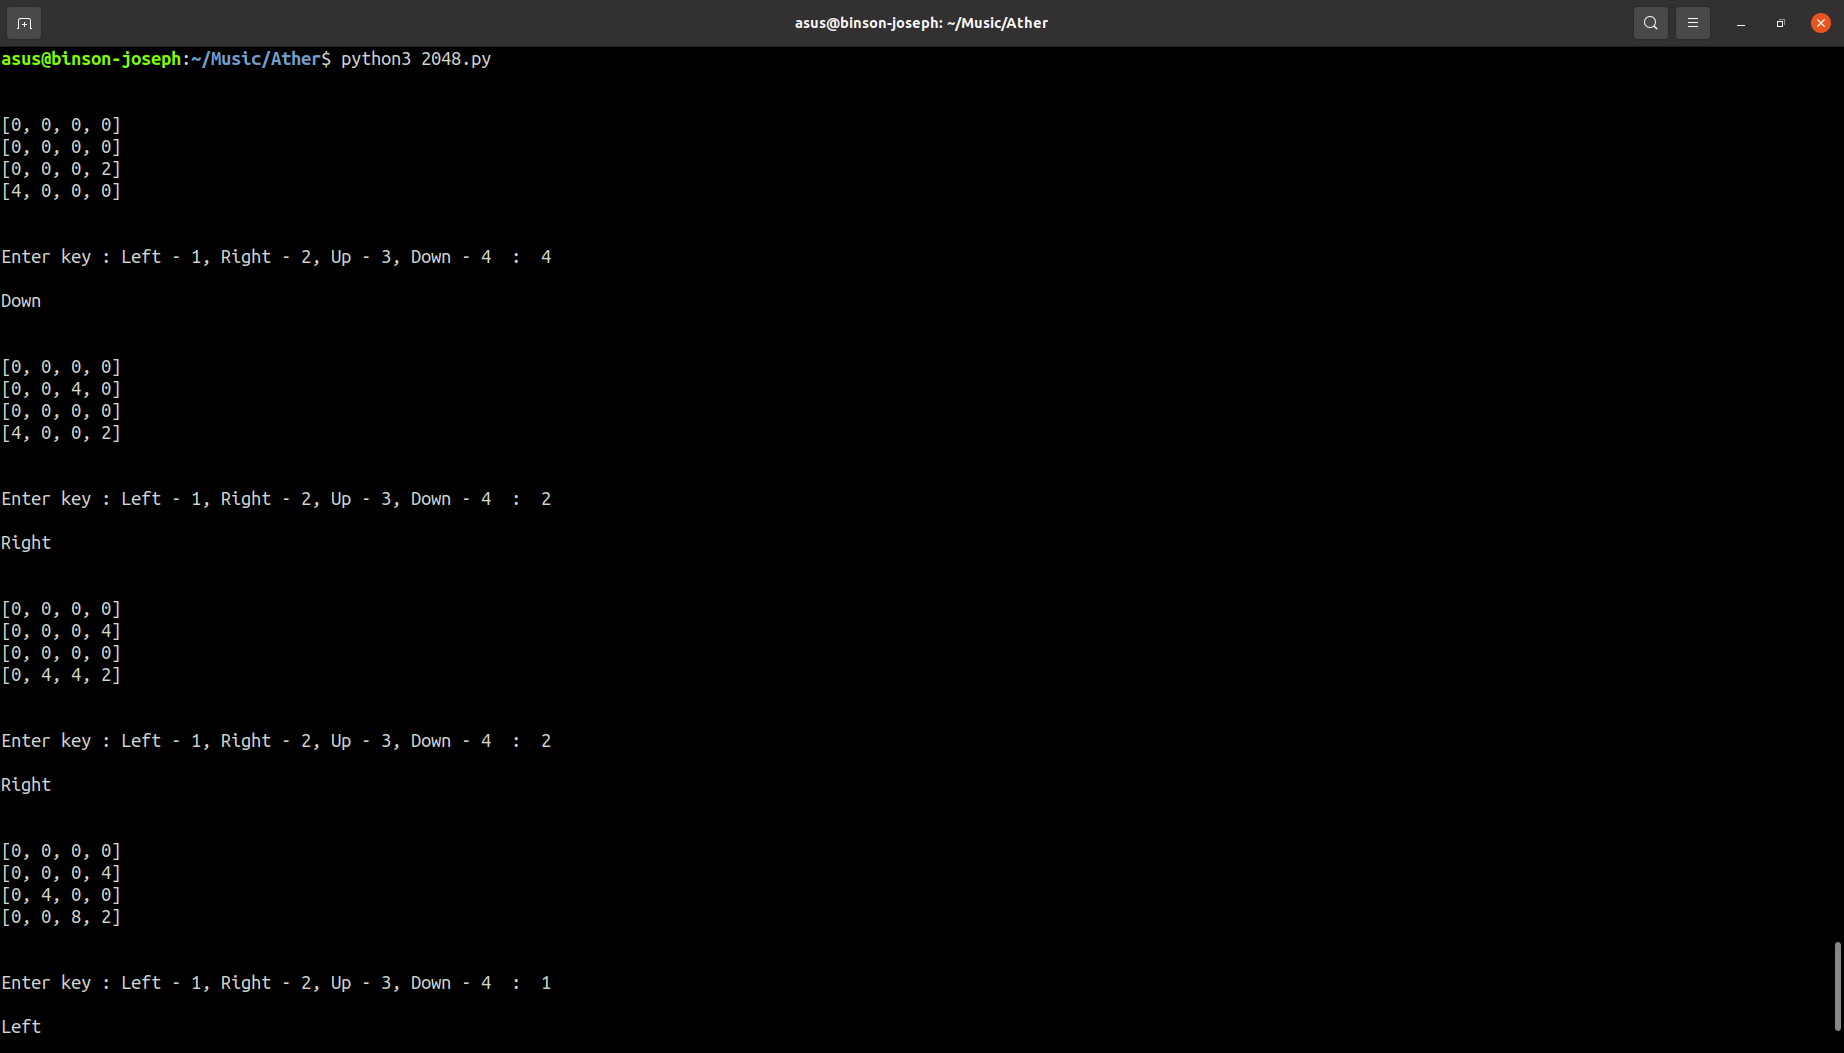 asus@binson-joseph: ~/Music/Ather
asus@binson-joseph:~/Music/Ather$ python3 2048.py
[0, 0, 0, 0]
[0, 0, 0, 0]
[0, 0, 0, 2]
[4, 0, 0, 0]
Enter key : Left - 1, Right - 2, Up - 3, Down - 4  :  4
Down
[0, 0, 0, 0]
[0, 0, 4, 0]
[0, 0, 0, 0]
[4, 0, 0, 2]
Enter key : Left - 1, Right - 2, Up - 3, Down - 4  :  2
Right
[0, 0, 0, 0]
[0, 0, 0, 4]
[0, 0, 0, 0]
[0, 4, 4, 2]
Enter key : Left - 1, Right - 2, Up - 3, Down - 4  :  2
Right
[0, 0, 0, 0]
[0, 0, 0, 4]
[0, 4, 0, 0]
[0, 0, 8, 2]
Enter key : Left - 1, Right - 2, Up - 3, Down - 4  :  1
Left